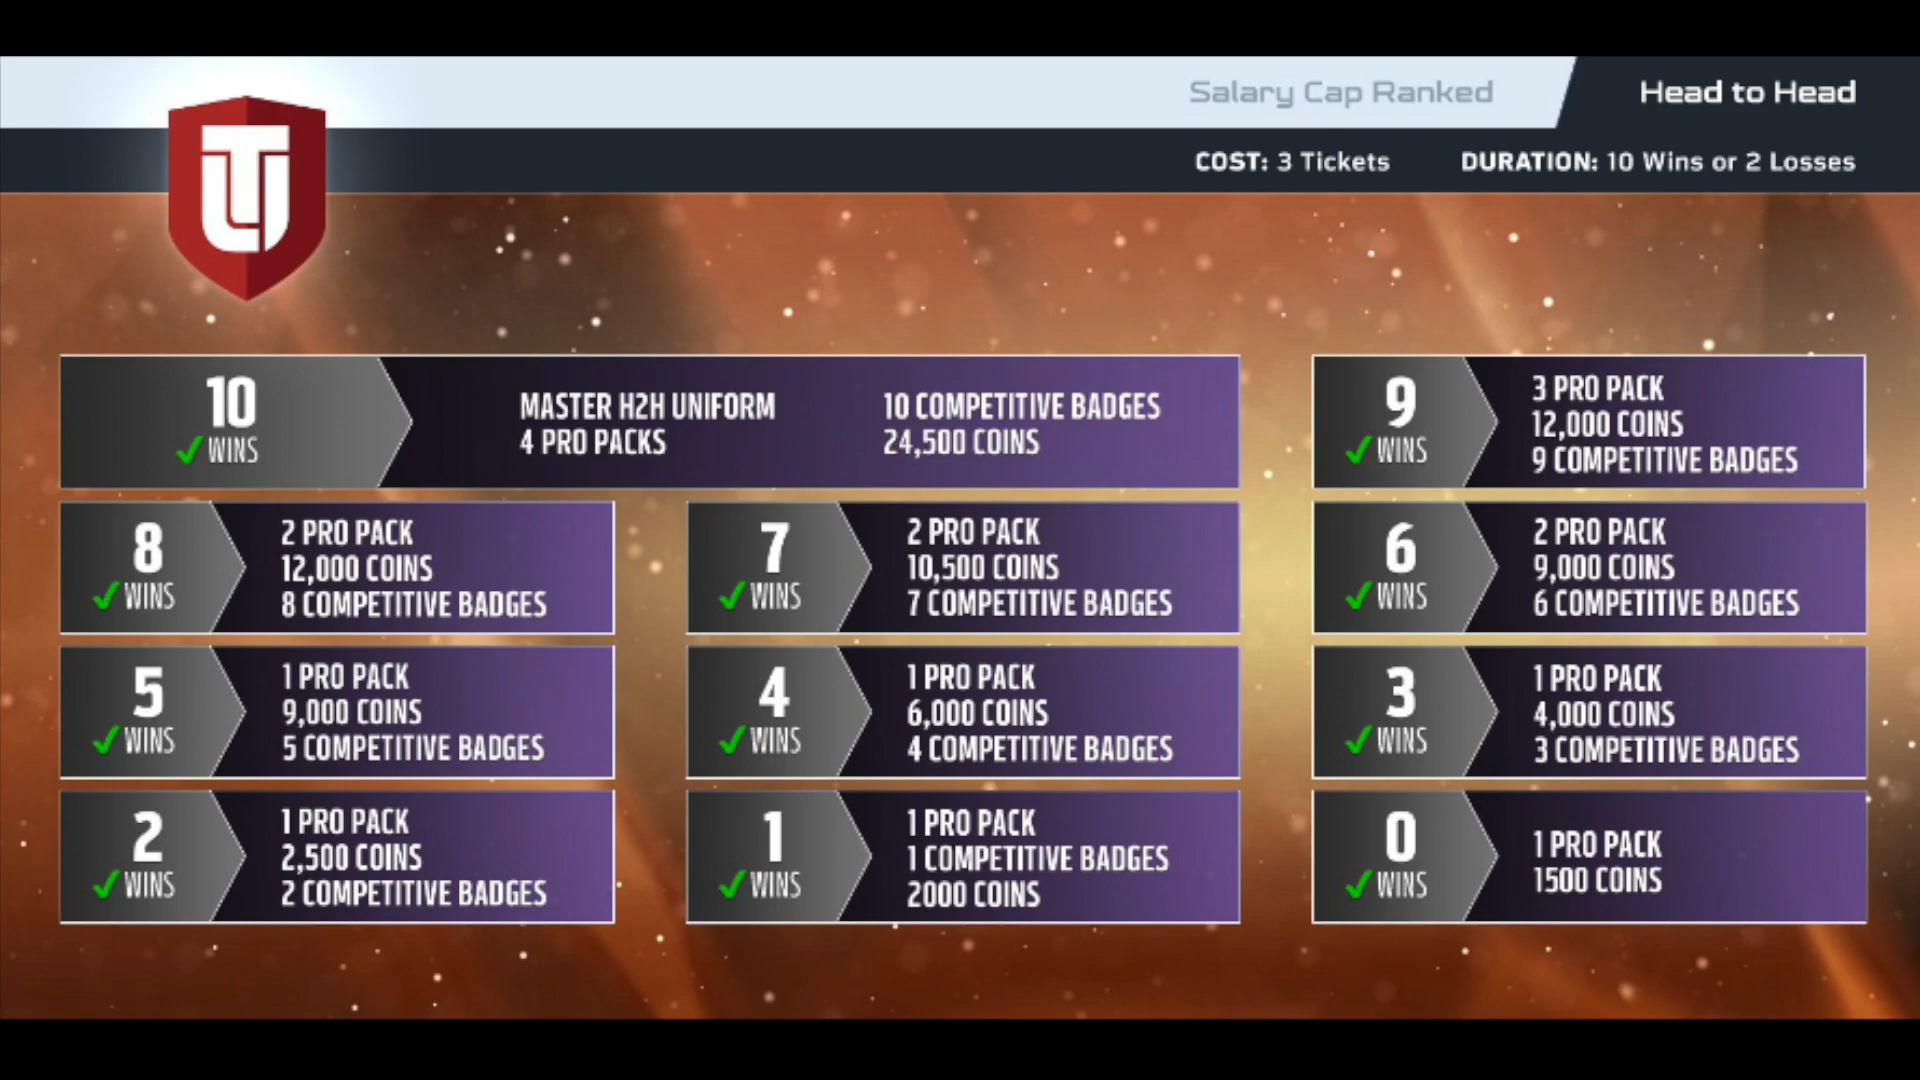 Salary Cap Ranked
Head to Head
COST: 3 Tickets
DURATION: 10 Wins or 2 Losses
UT
10
WINS
MASTER H2H UNIFORM
4 PRO PACKS
10 COMPETITIVE BADGES
24,500 COINS
9
WINS
3 PRO PACK
12,000 COINS
9 COMPETITIVE BADGES
8
WINS
2 PRO PACK
12,000 COINS
8 COMPETITIVE BADGES
7
WINS
2 PRO PACK
10,500 COINS
7 COMPETITIVE BADGES
6
WINS
2 PRO PACK
9,000 COINS
6 COMPETITIVE BADGES
5
WINS
1 PRO PACK
9,000 COINS
5 COMPETITIVE BADGES
4
WINS
1 PRO PACK
6,000 COINS
4 COMPETITIVE BADGES
3
WINS
1 PRO PACK
4,000 COINS
3 COMPETITIVE BADGES
2
WINS
1 PRO PACK
2,500 COINS
2 COMPETITIVE BADGES
1
WINS
1 PRO PACK
1 COMPETITIVE BADGES
2000 COINS
0
WINS
1 PRO PACK
1500 COINS